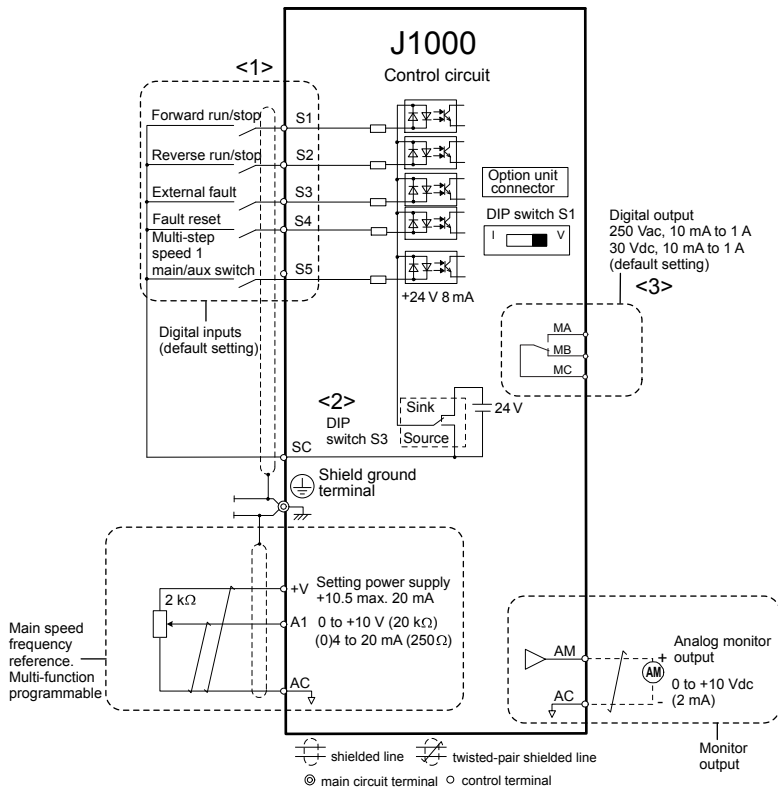 J1000
Control circuit
<1>
Forward run/stop
S1
Reverse run/stop
S2
External fault
S3
Fault reset
S4
Multi-step
speed 1
main/aux switch
S5
Digital inputs
(default setting)
+24 V 8 mA
Option unit
connector
DIP switch S1
I
V
Digital output
250 Vac, 10 mA to 1 A
30 Vdc, 10 mA to 1 A
(default setting)
<3>
MA
MB
MC
<2>
DIP
switch S3
Sink
Source
24 V
SC
Shield ground
terminal
2 kΩ
+V
Setting power supply
+10.5 max. 20 mA
A1
0 to +10 V (20 kΩ)
(0)4 to 20 mA (250 Ω)
AC
Main speed
frequency
reference.
Multi-function
programmable
AM
+
AM
Analog monitor
output
0 to +10 Vdc
(2 mA)
AC
-
Monitor
output
shielded line
twisted-pair shielded line
main circuit terminal
control terminal